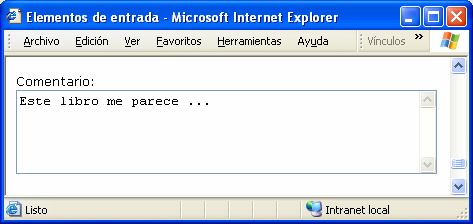 Elementos de entrada - Microsoft Internet Explorer
Archivo Edición Ver Favoritos Herramientas Ayuda Vínculos »
Comentario:
Este libro me parece ...
Listo Intranet local